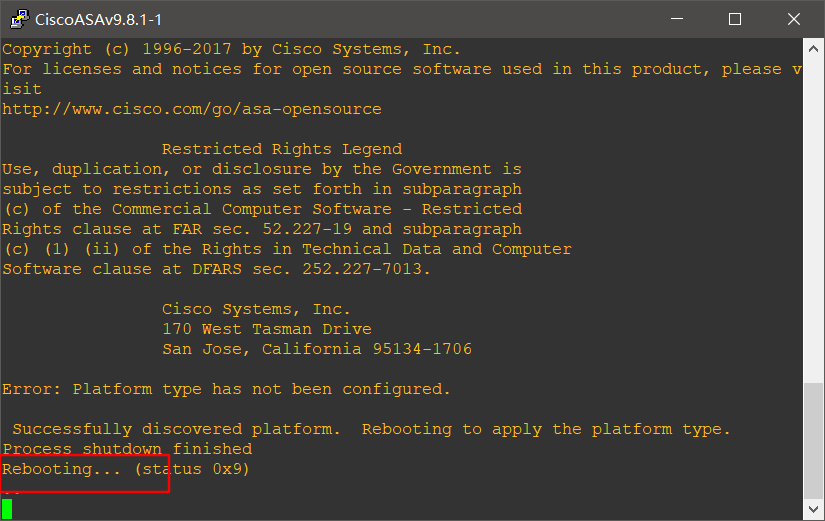 CiscoASAv9.8.1-1
Copyright (c) 1996-2017 by Cisco Systems, Inc.
For licenses and notices for open source software used in this product, please v
isit
http://www.cisco.com/go/asa-opensource
Restricted Rights Legend
Use, duplication, or disclosure by the Government is
subject to restrictions as set forth in subparagraph
(c) of the Commercial Computer Software - Restricted
Rights clause at FAR sec. 52.227-19 and subparagraph
(c) (1) (ii) of the Rights in Technical Data and Computer
Software clause at DFARS sec. 252.227-7013.
Cisco Systems, Inc.
170 West Tasman Drive
San Jose, California 95134-1706
Error: Platform type has not been configured.
Successfully discovered platform.  Rebooting to apply the platform type.
Process shutdown finished
Rebooting... (status 0x9)
..